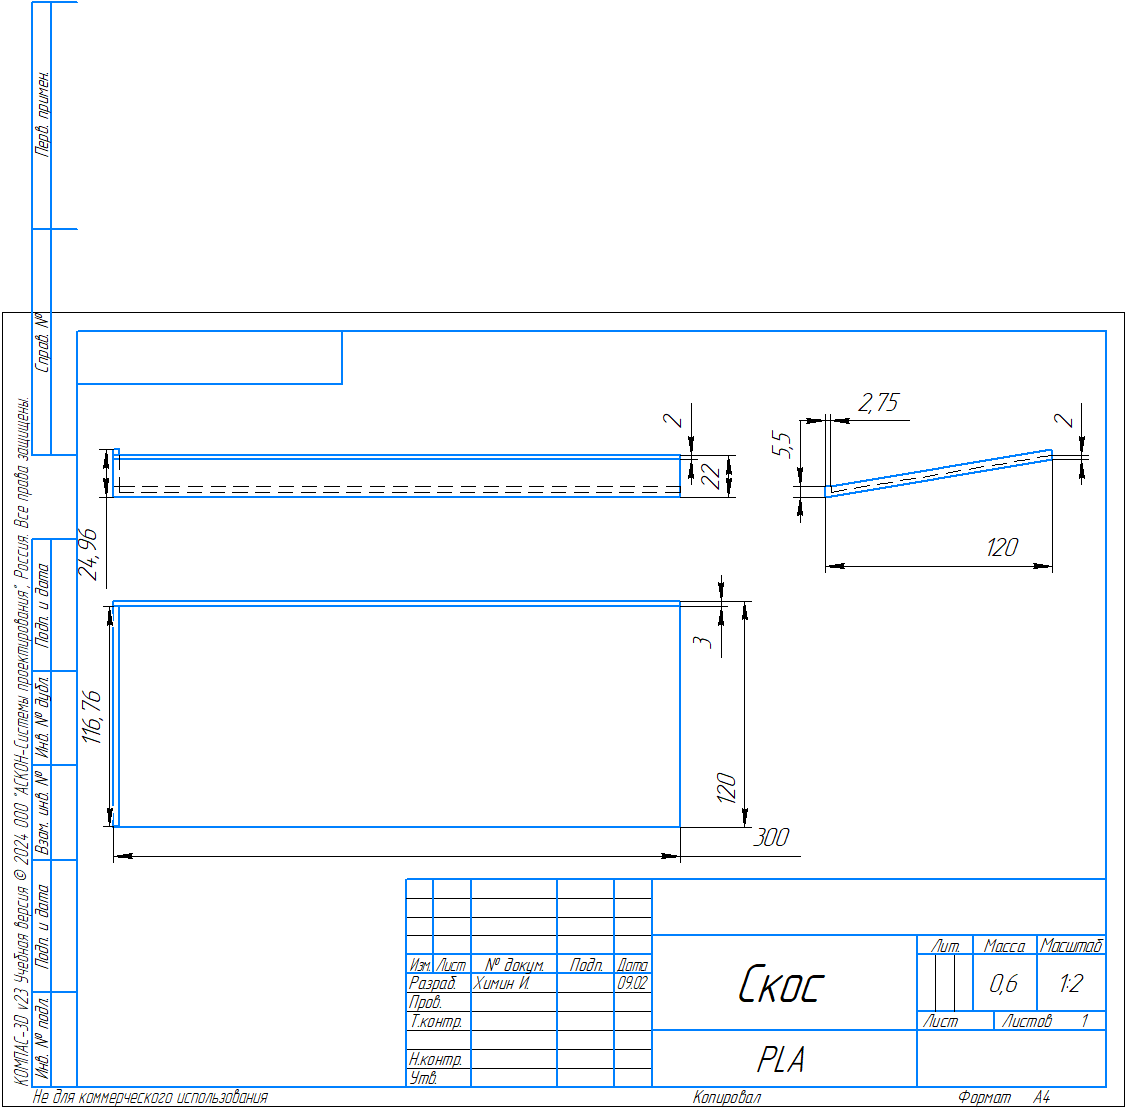 Перв. примен.
Справ. №
КОМПАС-3D v23 Учебная версия © 2024 ООО "АСКОН-Системы проектирования", Россия. Все права защищены.
Подп. и дата
Инв. № дубл.
Взам. инв. №
Подп. и дата
Инв. № подл.
2
22
24,96
2,75
5,5
2
120
3
116,76
120
300
Изм. Лист № докум. Подп. Дата
Разраб. Химин И. 09.02
Пров.
Т.контр.
Н.контр.
Утв.
Скос
PLA
Лит. Масса Масштаб
0,6 1:2
Лист Листов 1
Не для коммерческого использования
Копировал
Формат A4